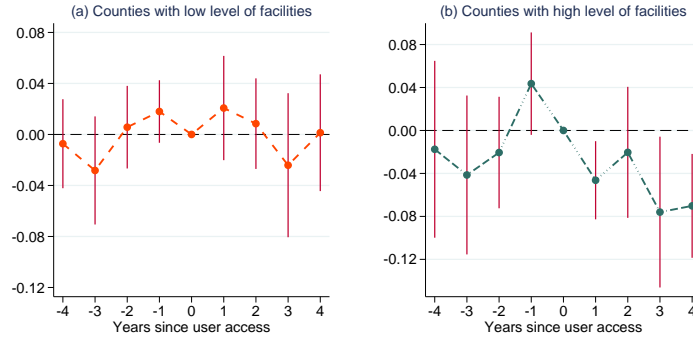 (a) Counties with low level of facilities
0.08
0.04
0.00
-0.04
-0.08
-0.12
-4 -3 -2 -1 0 1 2 3 4
Years since user access
(b) Counties with high level of facilities
0.08
0.04
0.00
-0.04
-0.08
-0.12
-4 -3 -2 -1 0 1 2 3 4
Years since user access